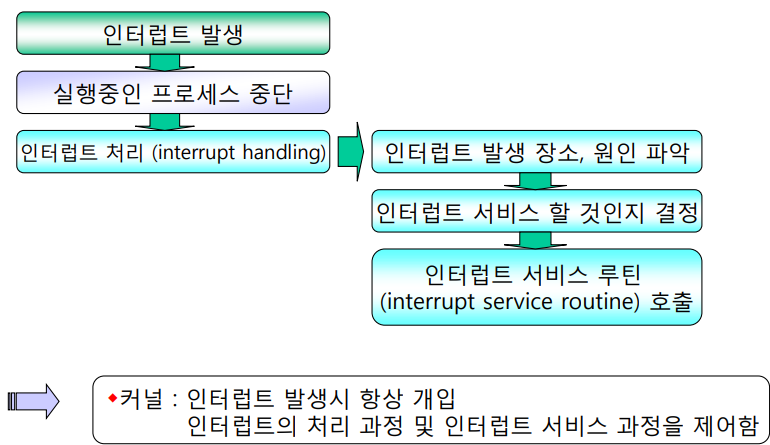 인터럽트 발생
실행중인 프로세스 중단
인터럽트 처리 (interrupt handling)
인터럽트 발생 장소, 원인 파악
인터럽트 서비스 할 것인지 결정
인터럽트 서비스 루틴
(interrupt service routine) 호출
◆커널 : 인터럽트 발생시 항상 개입
인터럽트의 처리 과정 및 인터럽트 서비스 과정을 제어함